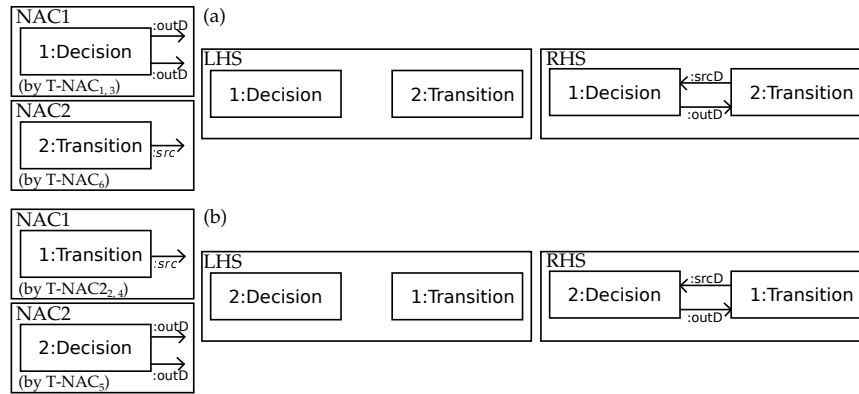 NAC1
:outD
1:Decision
:outD
(by T-NAC1,3)
NAC2
2:Transition
:src
(by T-NAC6)
(a)
LHS
1:Decision
2:Transition
RHS
1:Decision
:srcD
:outD
2:Transition
NAC1
1:Transition
:src
(by T-NAC22,4)
NAC2
:outD
2:Decision
:outD
(by T-NAC5)
(b)
LHS
2:Decision
1:Transition
RHS
2:Decision
:srcD
:outD
1:Transition